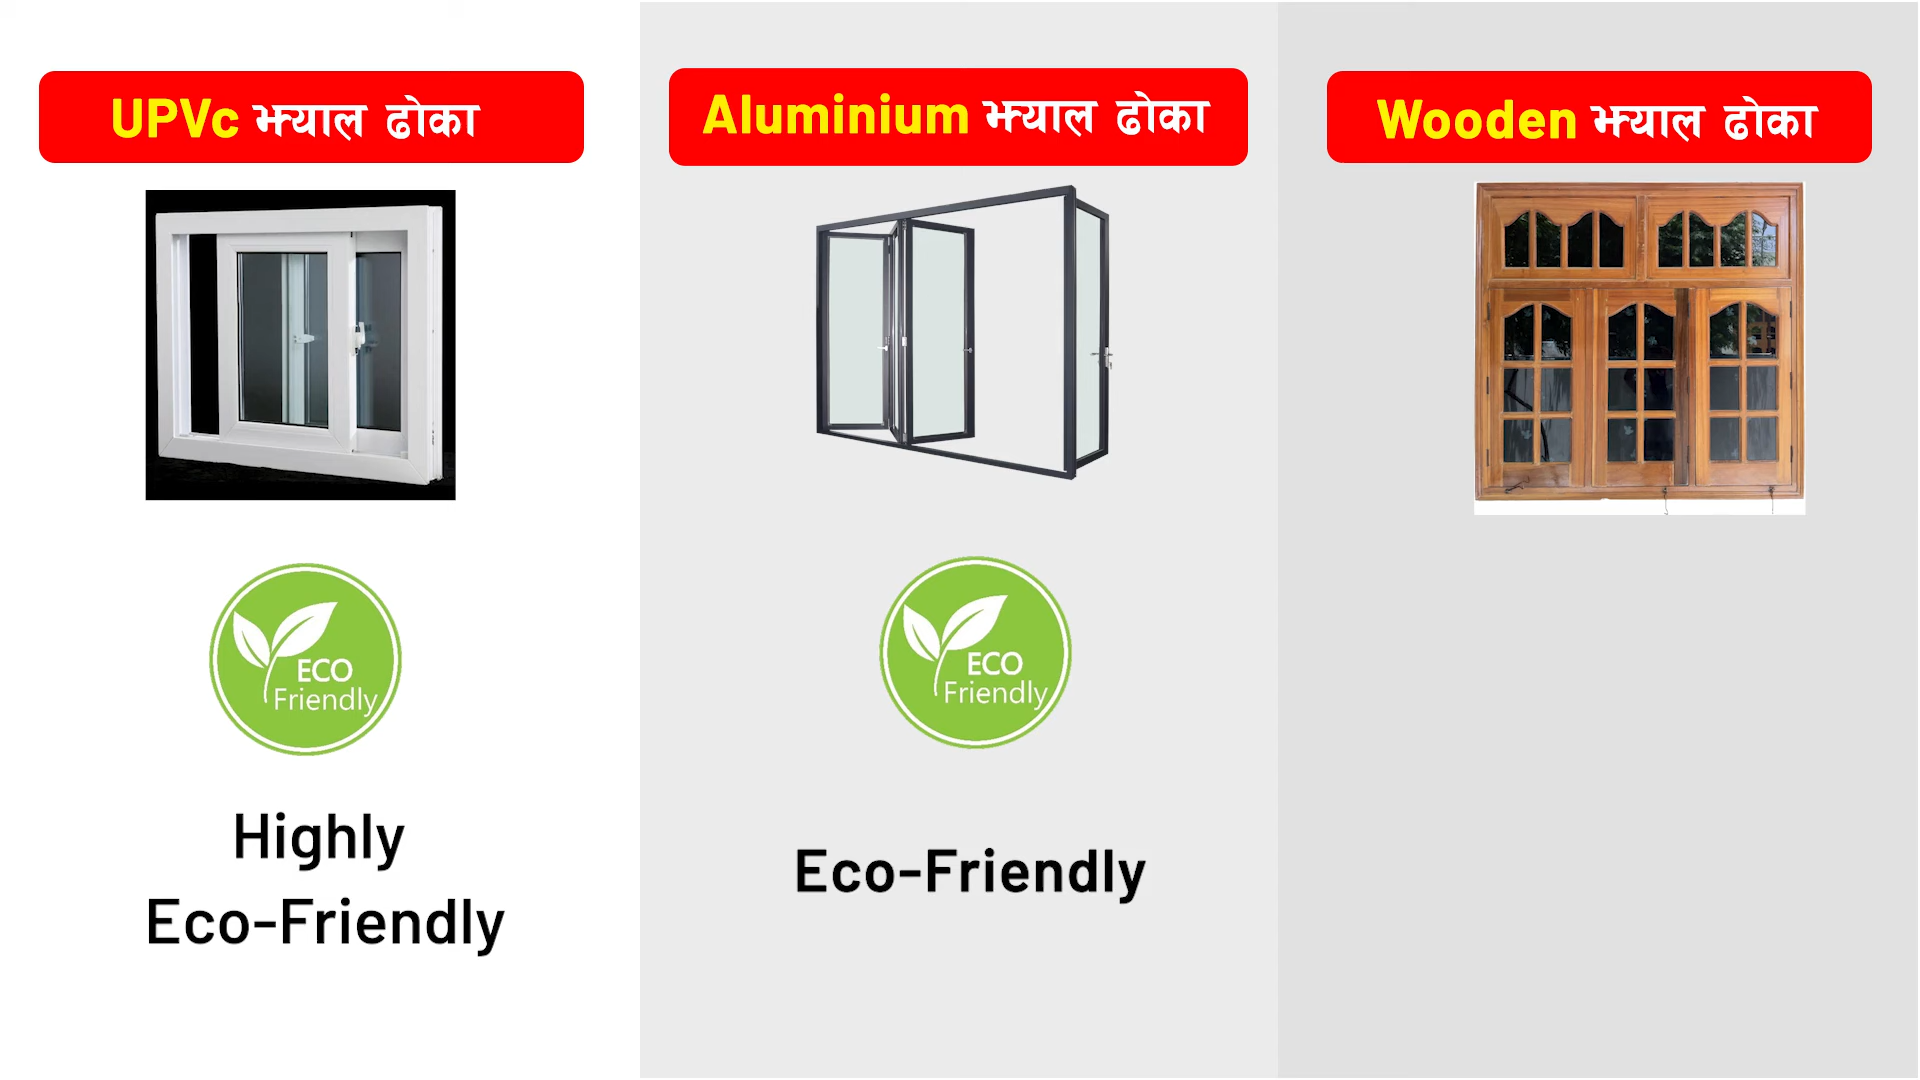 UPVc झ्याल ढोका
Aluminium झ्याल ढोका
Wooden झ्याल ढोका
ECO
Friendly
ECO
Friendly
Highly
Eco-Friendly
Eco-Friendly